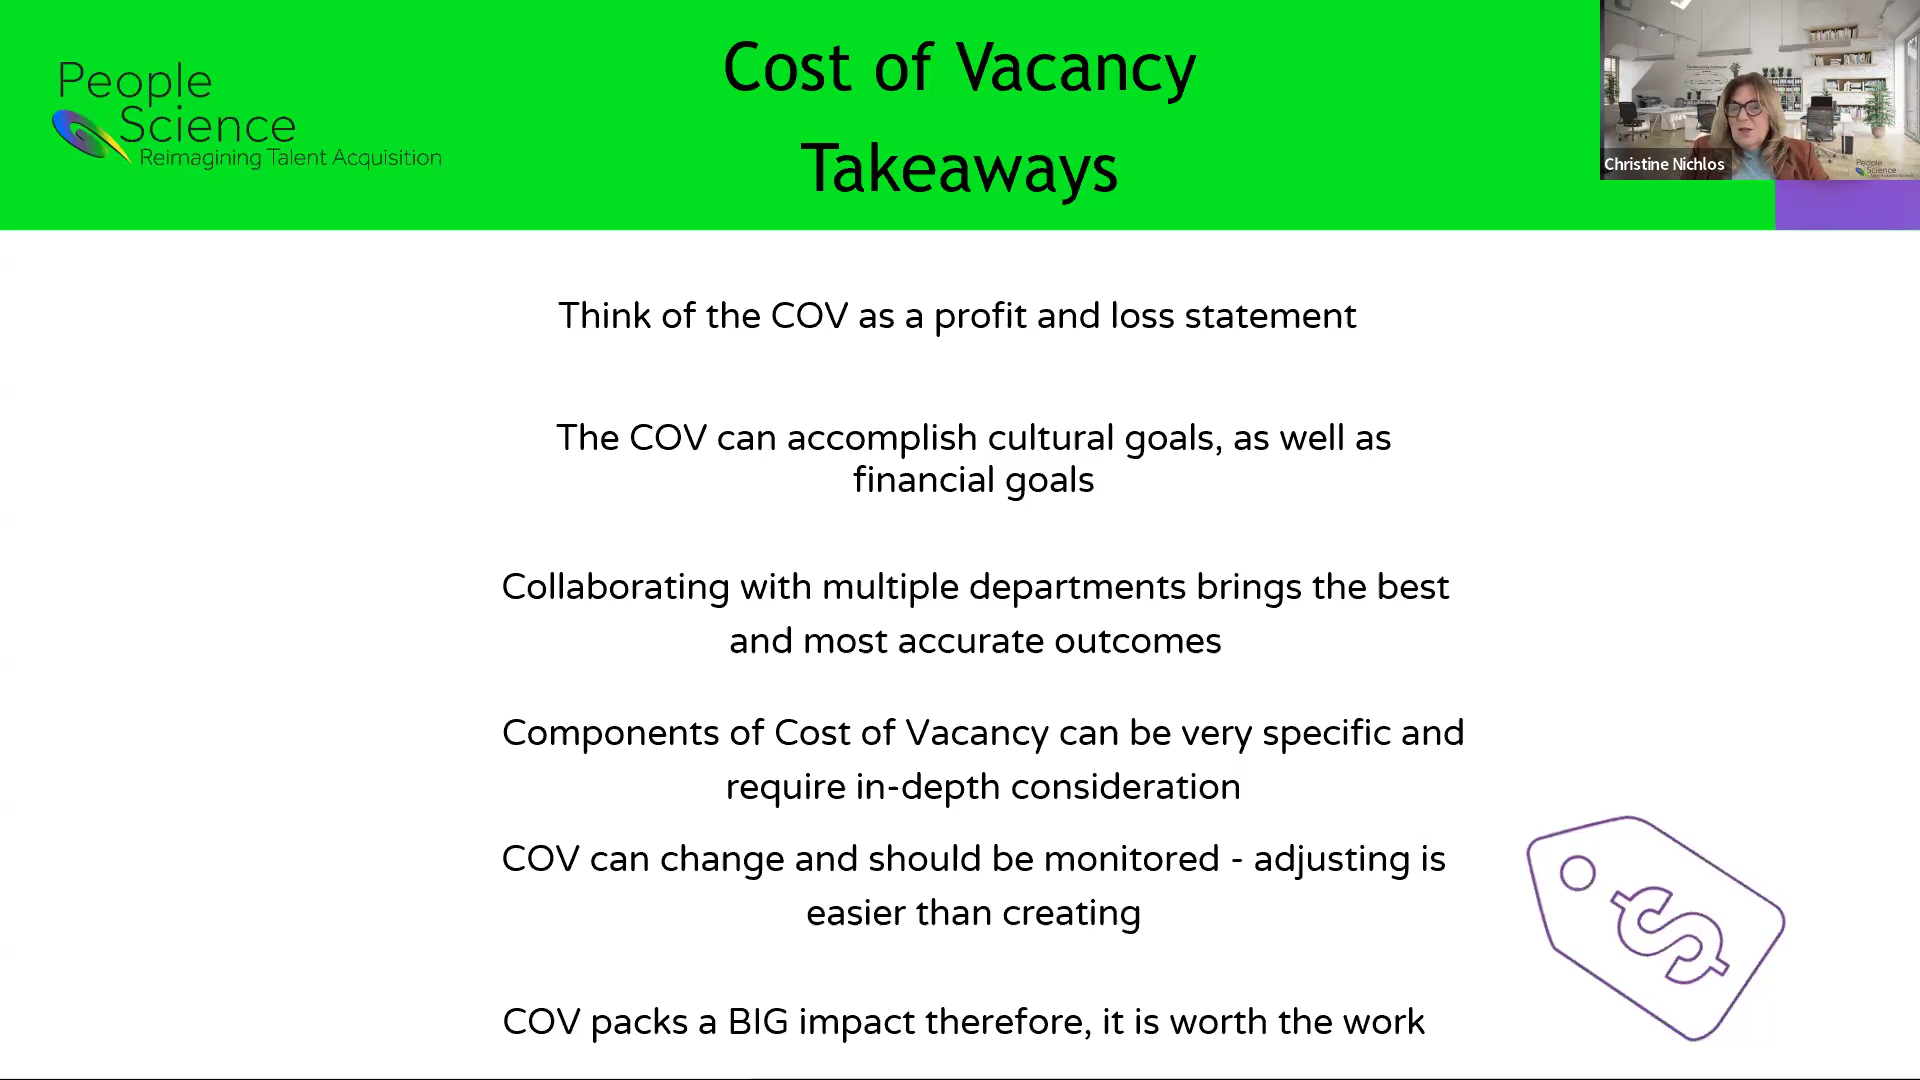 People
Science
Reimagining Talent Acquisition
Cost of Vacancy
Takeaways
Christine Nichlos
People
Science
Think of the COV as a profit and loss statement
The COV can accomplish cultural goals, as well as
financial goals
Collaborating with multiple departments brings the best
and most accurate outcomes
Components of Cost of Vacancy can be very specific and
require in-depth consideration
COV can change and should be monitored - adjusting is
easier than creating
$
COV packs a BIG impact therefore, it is worth the work